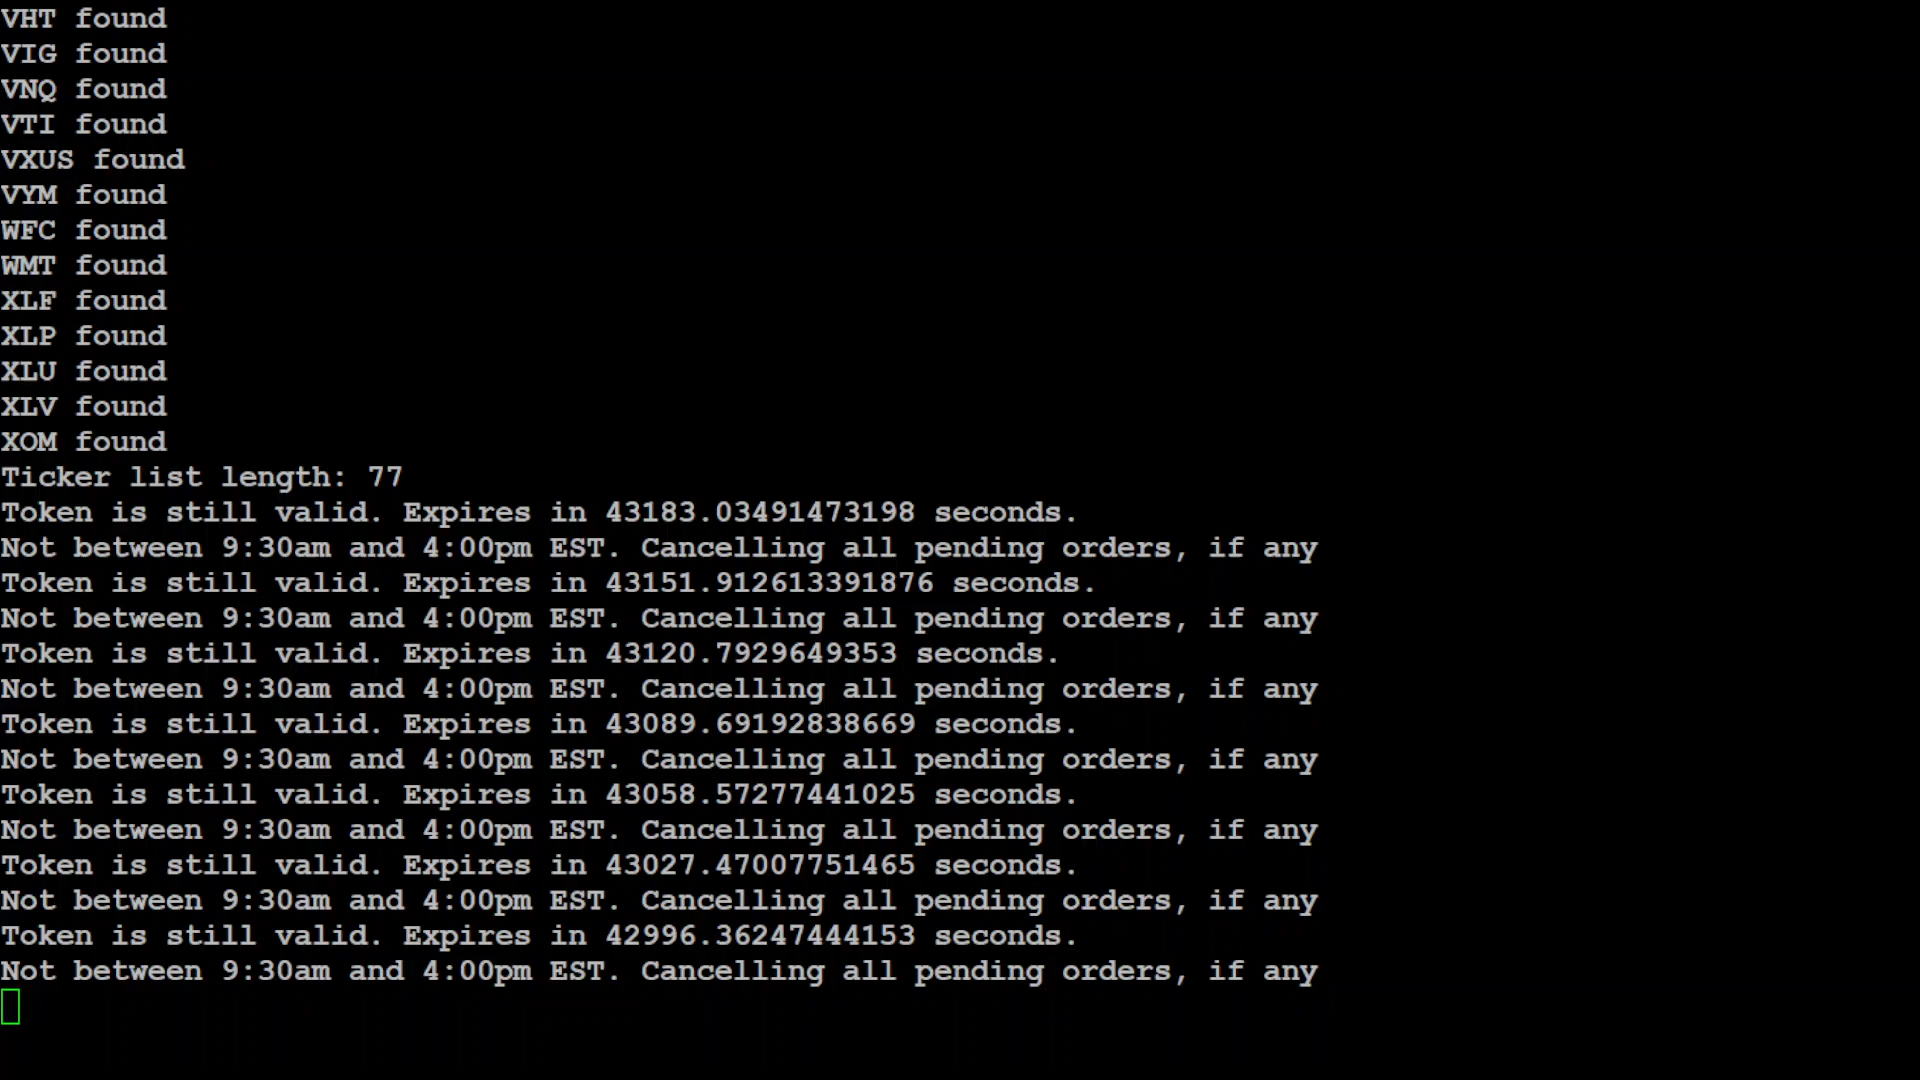 VHT found
VIG found
VNQ found
VTI found
VXUS found
VYM found
WFC found
WMT found
XLF found
XLP found
XLU found
XLV found
XOM found
Ticker list length: 77
Token is still valid. Expires in 43183.03491473198 seconds.
Not between 9:30am and 4:00pm EST. Cancelling all pending orders, if any
Token is still valid. Expires in 43151.912613391876 seconds.
Not between 9:30am and 4:00pm EST. Cancelling all pending orders, if any
Token is still valid. Expires in 43120.7929649353 seconds.
Not between 9:30am and 4:00pm EST. Cancelling all pending orders, if any
Token is still valid. Expires in 43089.69192838669 seconds.
Not between 9:30am and 4:00pm EST. Cancelling all pending orders, if any
Token is still valid. Expires in 43058.57277441025 seconds.
Not between 9:30am and 4:00pm EST. Cancelling all pending orders, if any
Token is still valid. Expires in 43027.47007751465 seconds.
Not between 9:30am and 4:00pm EST. Cancelling all pending orders, if any
Token is still valid. Expires in 42996.36247444153 seconds.
Not between 9:30am and 4:00pm EST. Cancelling all pending orders, if any